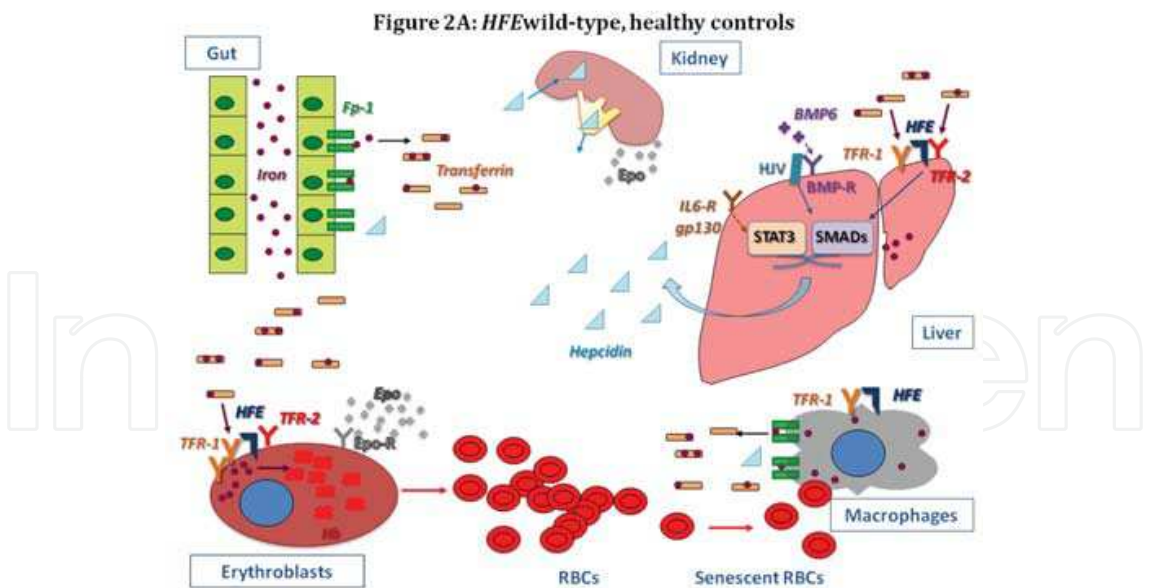 Figure 2A: HFEwild-type, healthy controls
Gut
Kidney
Fp-1
Iron
Transferrin
Epo
BMP6
HFE
TFR-1
TFR-2
HJV
BMP-R
IL6-R
gp130
STAT3
SMADs
Hepcidin
Liver
HFE
TFR-2
TFR-1
Epo
Epo-R
Hb
Erythroblasts
RBCs
Senescent RBCs
TFR-1
HFE
Macrophages